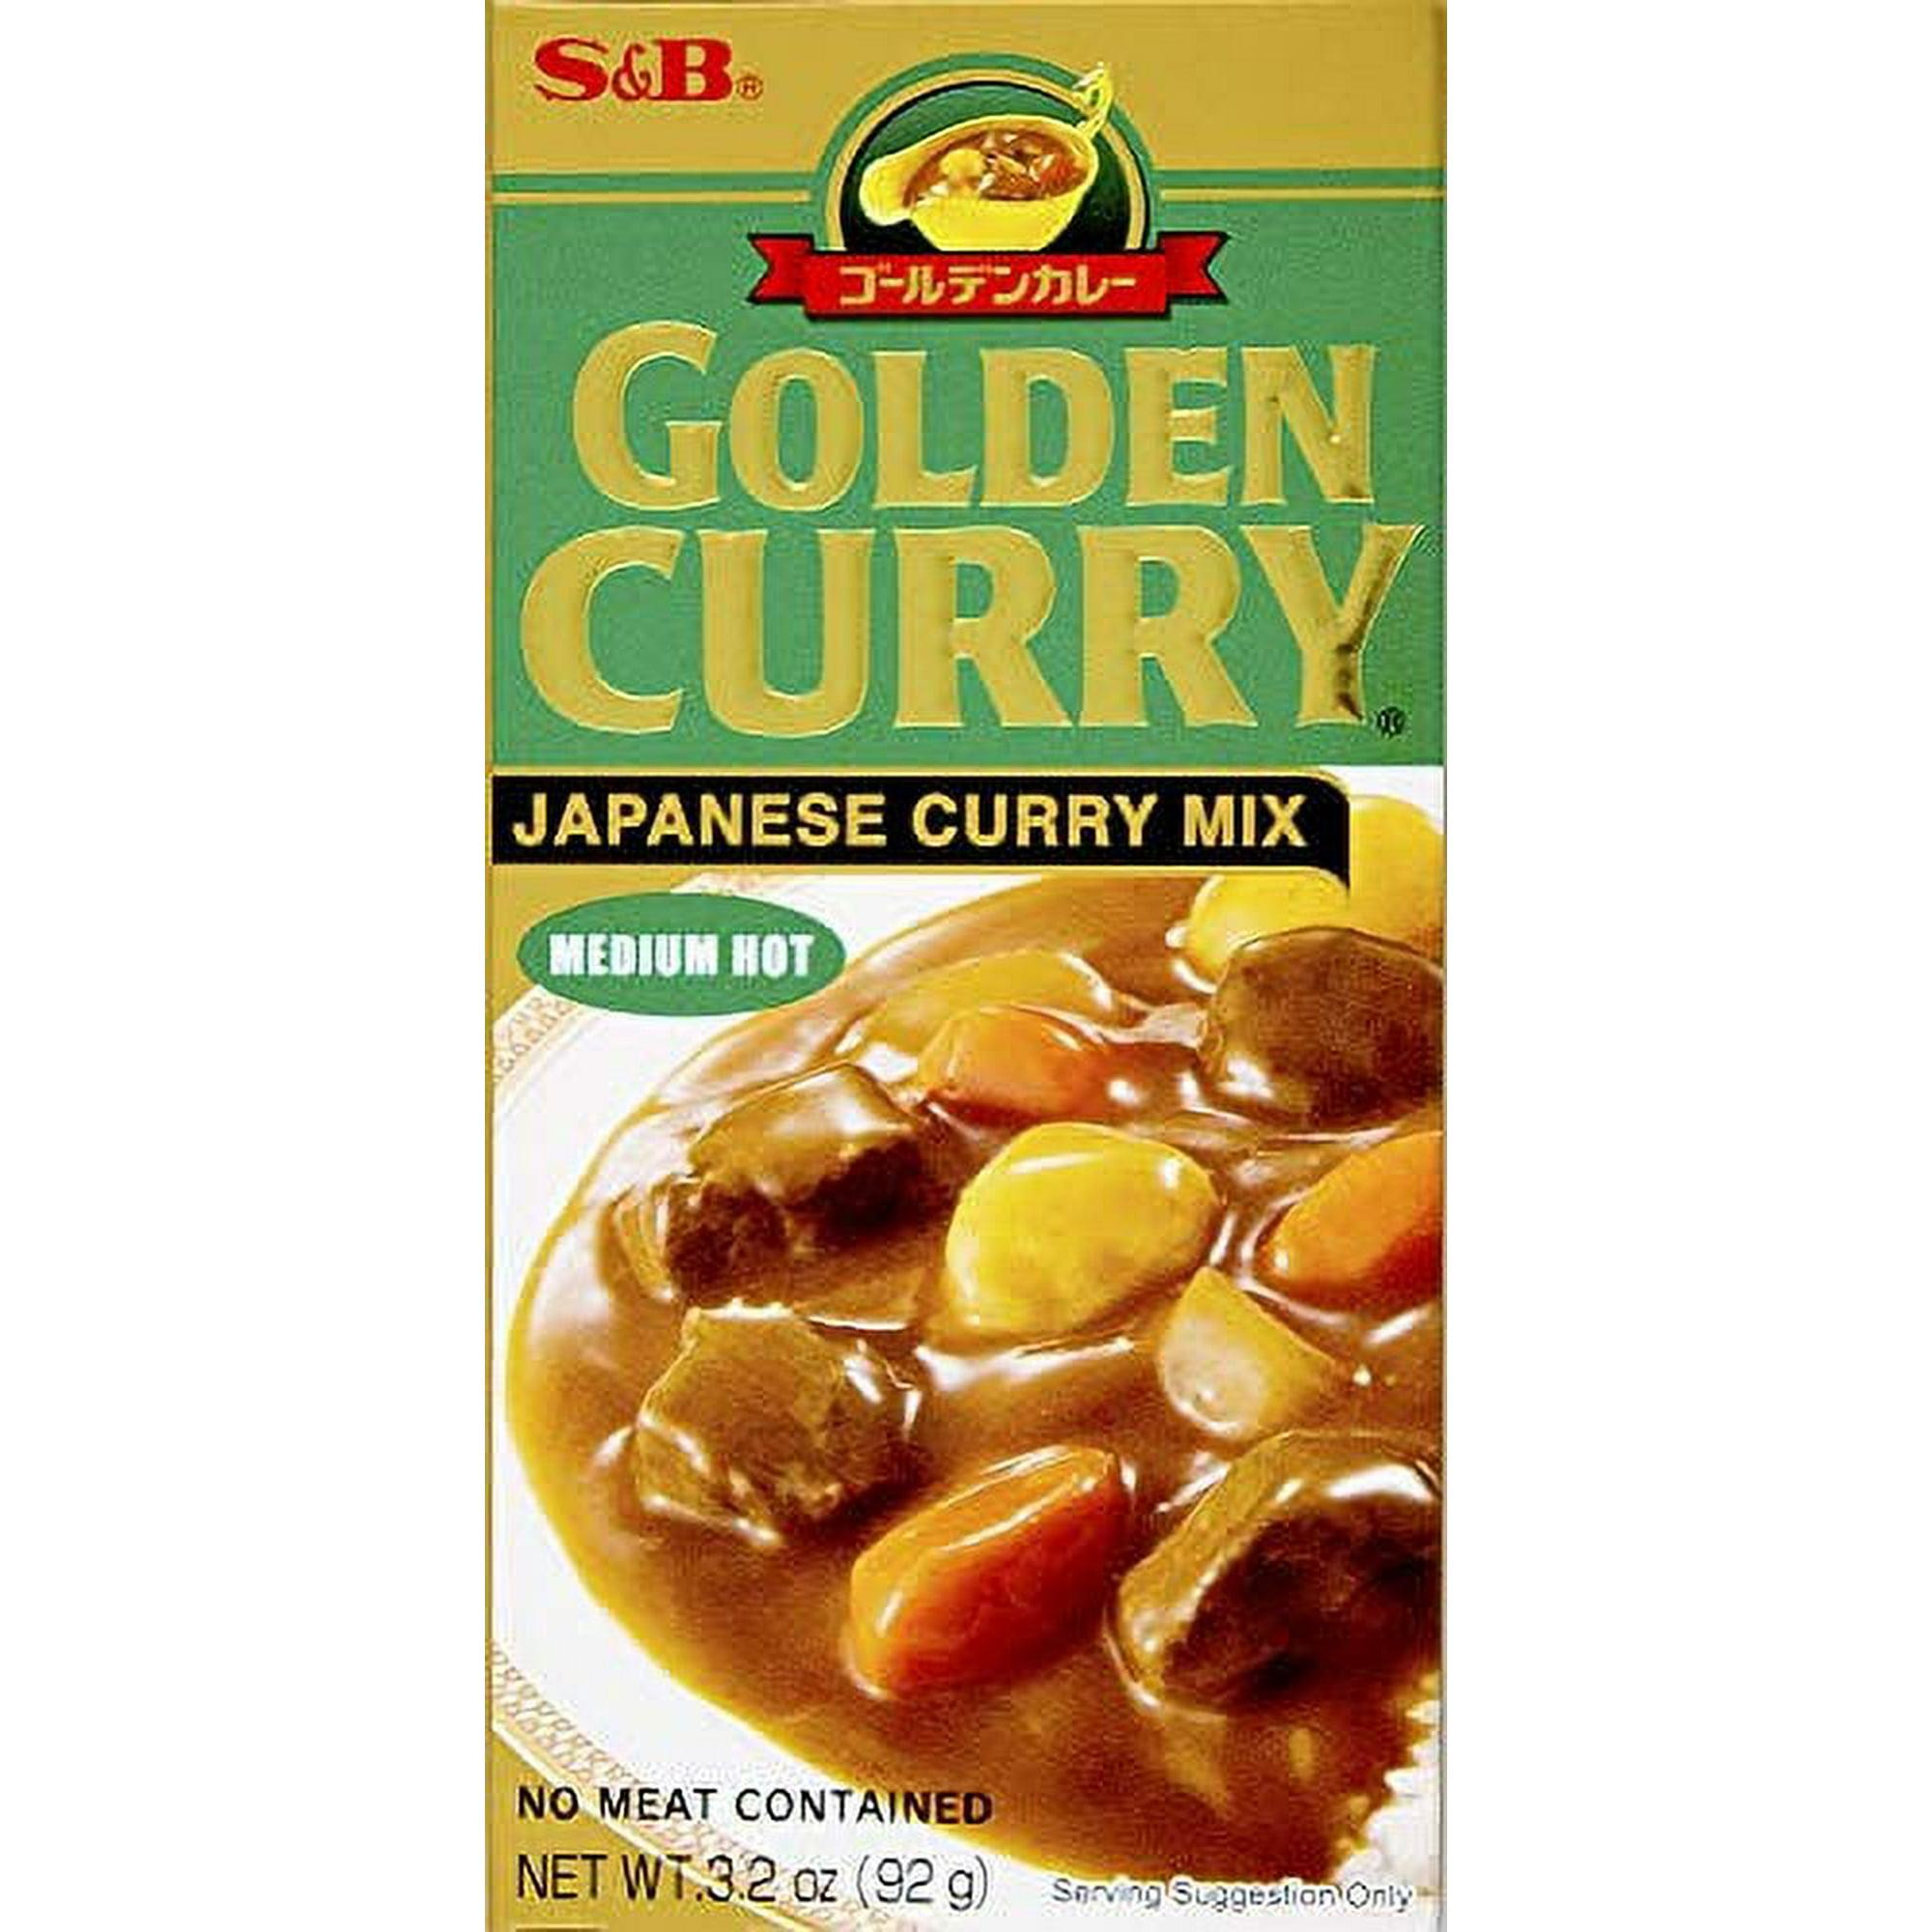 S&B®
ゴールデンカレー
GOLDEN
CURRY®
JAPANESE CURRY MIX
MEDIUM HOT
NO MEAT CONTAINED
NET WT.3.2 oz (92 g)
Serving Suggestion Only